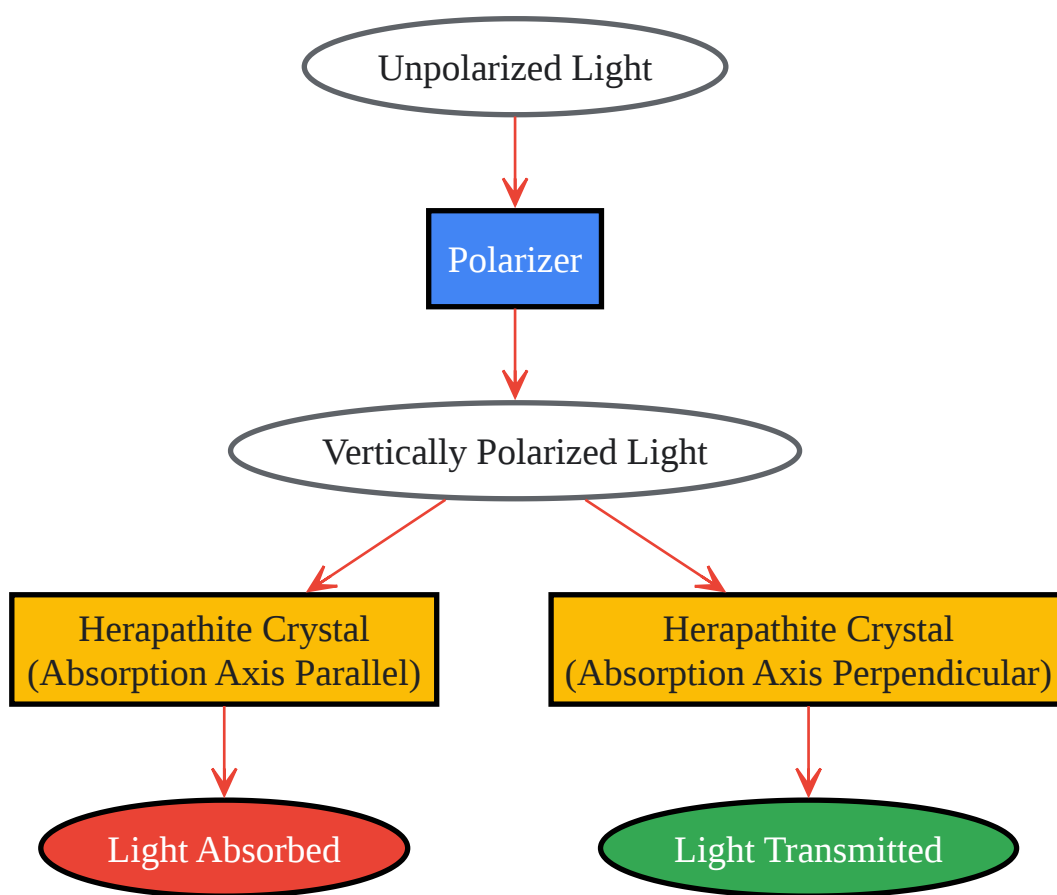 Unpolarized Light
Polarizer
Vertically Polarized Light
Herapathite Crystal
(Absorption Axis Parallel)
Herapathite Crystal
(Absorption Axis Perpendicular)
Light Absorbed
Light Transmitted